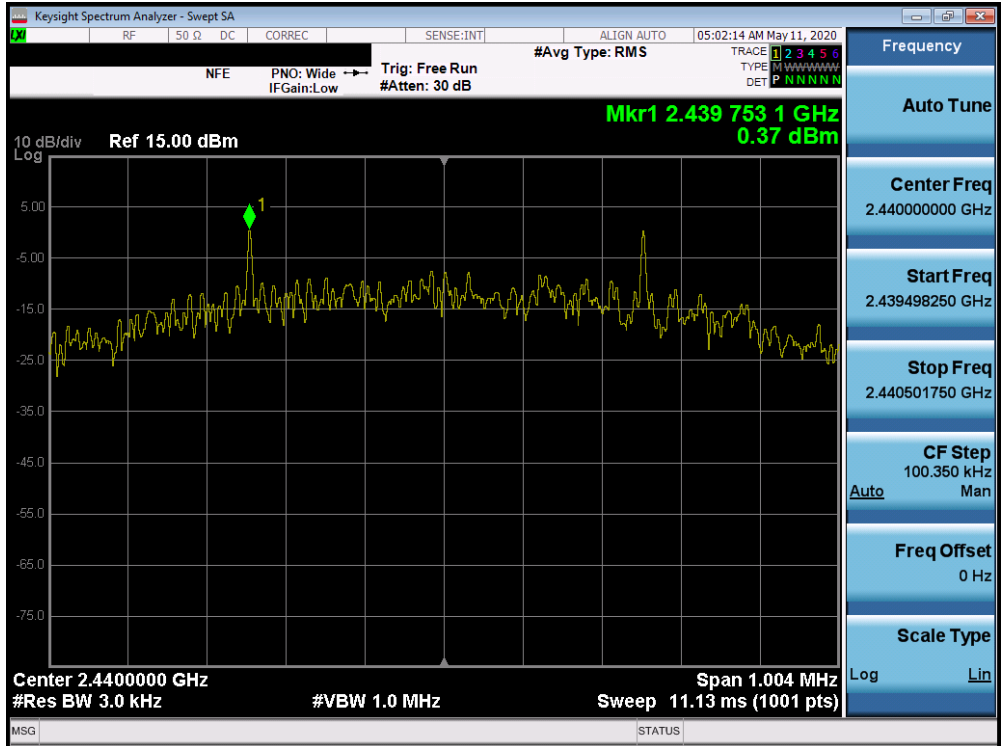 Keysight Spectrum Analyzer - Swept SA
LXI RF 50 Ω DC CORREC SENSE:INT ALIGN AUTO 05:02:14 AM May 11, 2020
NFE
PNO: Wide
IFGain:Low
Trig: Free Run
#Atten: 30 dB
#Avg Type: RMS
TRACE 1 2 3 4 5 6
TYPE M WWWWW
DET P N N N N N
Mkr1 2.439 753 1 GHz
0.37 dBm
10 dB/div
Log
Ref 15.00 dBm
1
5.00
-5.00
-15.0
-25.0
-35.0
-45.0
-55.0
-65.0
-75.0
Center 2.4400000 GHz
Span 1.004 MHz
#Res BW 3.0 kHz
#VBW 1.0 MHz
Sweep 11.13 ms (1001 pts)
MSG
STATUS
Frequency
Auto Tune
Center Freq
2.440000000 GHz
Start Freq
2.439498250 GHz
Stop Freq
2.440501750 GHz
CF Step
100.350 kHz
Auto Man
Freq Offset
0 Hz
Scale Type
Log Lin